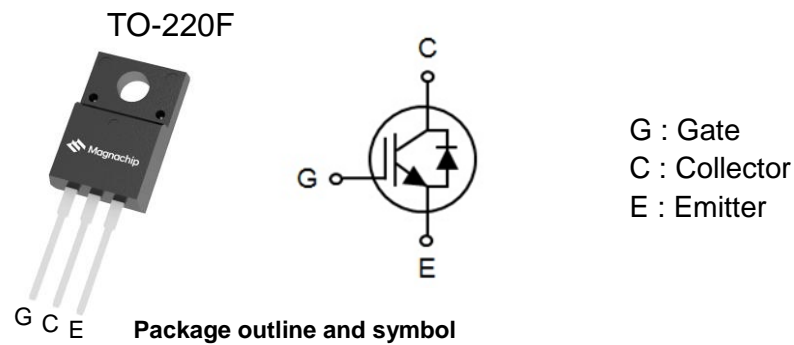 TO-220F
Magnachip
G C E
C
G
E
G : Gate
C : Collector
E : Emitter
Package outline and symbol